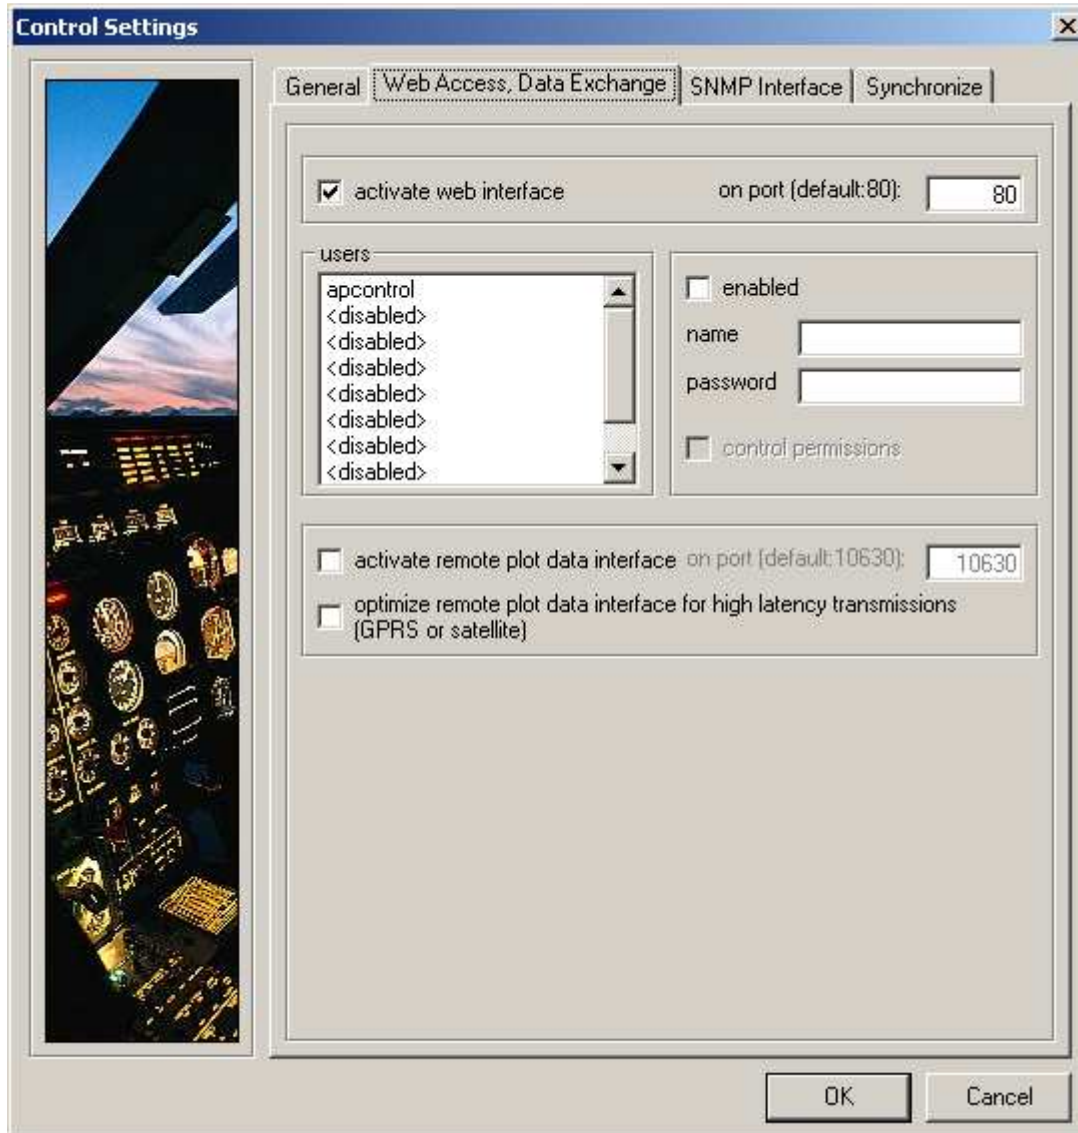 Control Settings
General
Web Access, Data Exchange
SNMP Interface
Synchronize
activate web interface
on port (default:80):
80
users
apcontrol
<disabled>
<disabled>
<disabled>
<disabled>
<disabled>
<disabled>
<disabled>
enabled
name
password
control permissions
activate remote plot data interface
on port (default:10630):
10630
optimize remote plot data interface for high latency transmissions
(GPRS or satellite)
OK
Cancel